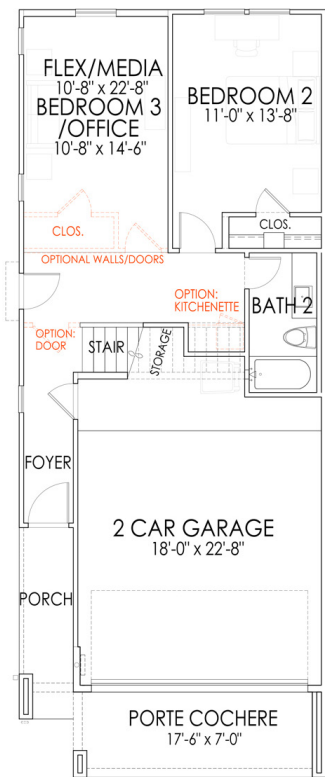 FLEX/MEDIA
10'-8" x 22'-8"
BEDROOM 3
/OFFICE
10'-8" x 14'-6"
BEDROOM 2
11'-0" x 13'-8"
CLOS.
CLOS.
OPTIONAL WALLS/DOORS
OPTION:
KITCHENETTE
BATH 2
OPTION:
DOOR
STAIR
STORAGE
FOYER
2 CAR GARAGE
18'-0" x 22'-8"
PORCH
PORTE COCHERE
17'-6" x 7'-0"